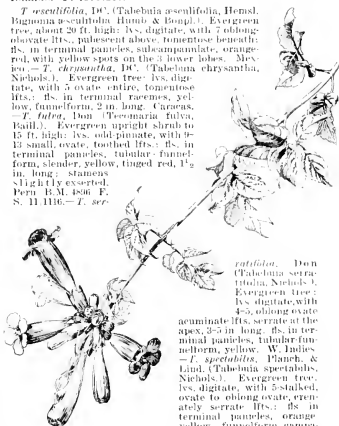 T. æsculifolia, DC. (Tabebuia æsculifolia, Hemsl.
Bignonia æsculifolia Humb & Bonpl.). Evergreen
tree, about 20 ft. high: lvs. digitate, with 7 oblong-
obovate lfts., pubescent above, tomentose beneath:
fls. in terminal panicles, subcampanulate, orange-
red, with yellow spots on the 3 lower lobes. Mex-
ico.—T. chrysantha, DC. (Tabebuia chrysantha,
Nichols.). Evergreen tree: lvs. digi-
tate, with 5 ovate entire, tomentose
lfts.: fls. in terminal racemes, yel-
low, funnelform, 2 in. long. Caracas.
—T. fulva, Don (Tecomaria fulva,
Baill.). Evergreen upright shrub to
15 ft. high: lvs. odd-pinnate, with 9-
13 small, ovate, toothed lfts.: fls. in
terminal panicles, tubular-funnel-
form, slender, yellow, tinged red, 1½
in. long: stamens
slightly exserted.
Peru B.M. 4896 F.
S. 11.1116.—T. ser-
ratifolia, Don
(Tabebuia serra-
tifolia, Nichols.).
Evergreen tree:
lvs digitate, with
4-5, oblong ovate
acuminate lfts. serrate at the
apex, 3-5 in long. fls. in ter-
minal panicles, tubular-fun-
nelform, yellow. W. Indies
—T. spectabilis, Planch. &
Lind. (Tabebuia spectabilis,
Nichols.). Evergreen tree.
lvs. digitate, with 5-stalked,
ovate to oblong ovate, cren-
ately serrate lfts.: fls in
terminal panicles, orange
yellow, funnelform campa-